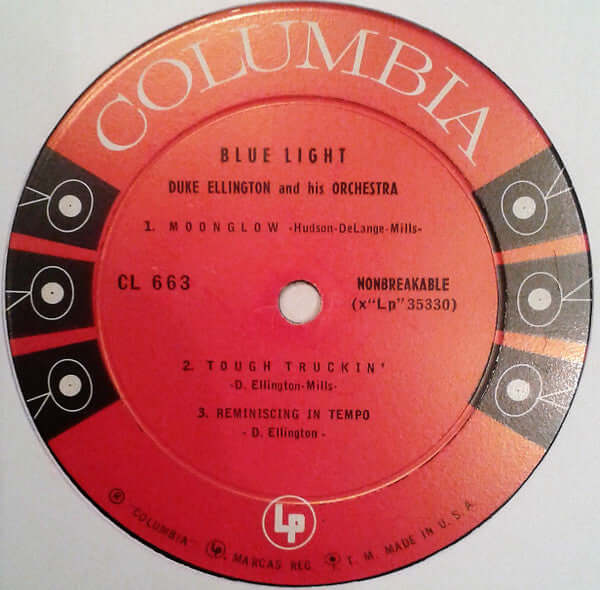 COLUMBIA
BLUE LIGHT
DUKE ELLINGTON and his ORCHESTRA
1. MOONGLOW -Hudson-DeLange-Mills-
CL 663
NONBREAKABLE
(x"Lp"35330)
2. TOUGH TRUCKIN'
-D. Ellington-Mills-
3. REMINISCING IN TEMPO
- D. Ellington -
Lp
® "COLUMBIA" Lp, MARCAS REG. T. M. MADE IN U. S. A.